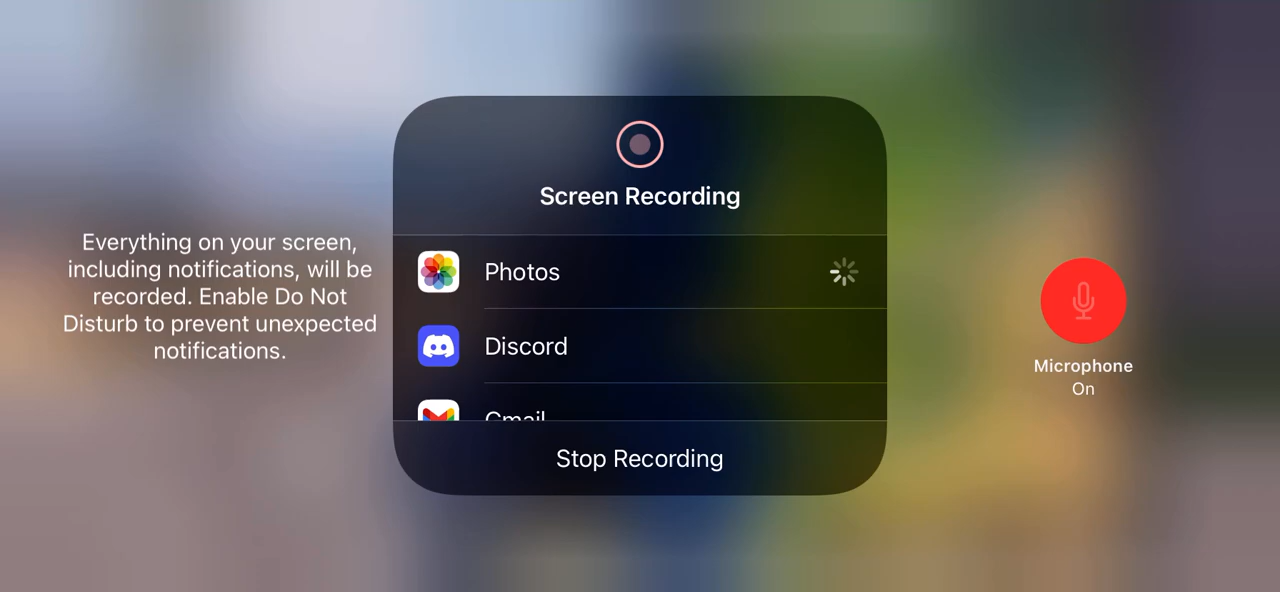 Screen Recording
Everything on your screen,
including notifications, will be
recorded. Enable Do Not
Disturb to prevent unexpected
notifications.
Photos
Discord
Gmail
Stop Recording
Microphone
On